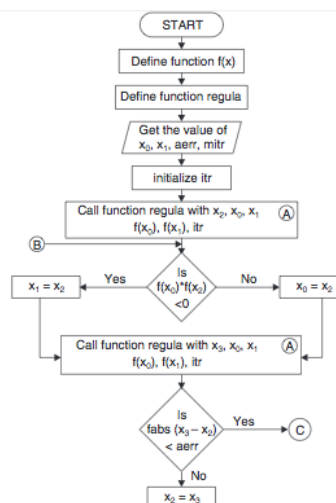 START
Define function f(x)
Define function regula
Get the value of
x₀, x₁, aerr, mitr
initialize itr
Call function regula with x₂, x₀, x₁
f(x₀), f(x₁), itr
A
B
Is
f(x₀)*f(x₂)
<0
Yes
No
x₁ = x₂
x₀ = x₂
Call function regula with x₃, x₀, x₁
f(x₀), f(x₁), itr
A
Is
fabs (x₃ – x₂)
< aerr
Yes
C
No
x₂ = x₃